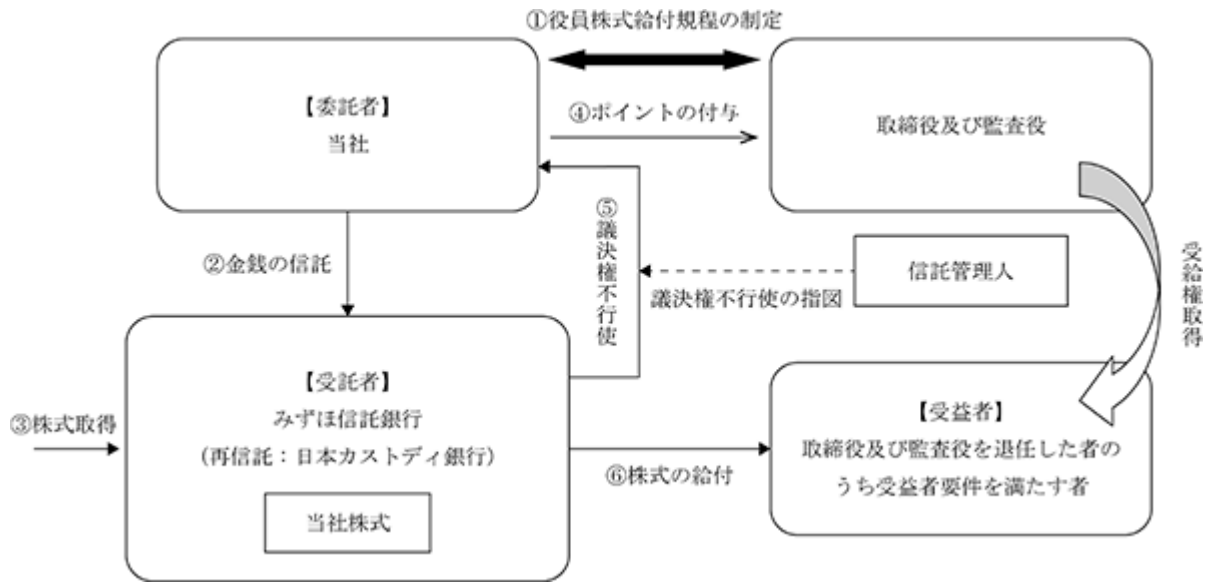 ①役員株式給付規程の制定
【委託者】
当社
④ポイントの付与
取締役及び監査役
②金銭の信託
⑤議決権不行使
議決権不行使の指図
信託管理人
受給権取得
③株式取得
【受託者】
みずほ信託銀行
(再信託：日本カストディ銀行)
当社株式
⑥株式の給付
【受益者】
取締役及び監査役を退任した者の
うち受益者要件を満たす者